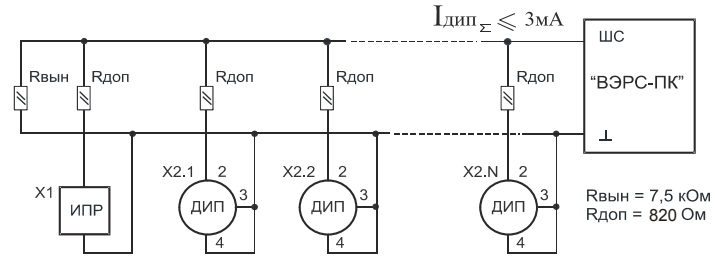 Iдип Σ ⩽ 3мА
ШС
“ВЭРС-ПК”
⊥
Rвын Rдоп Rдоп Rдоп Rдоп
X1 ИПР
X2.1 2 ДИП 3 4
X2.2 2 ДИП 3 4
X2.N 2 ДИП 3 4
Rвын = 7,5 кОм
Rдоп = 820 Ом